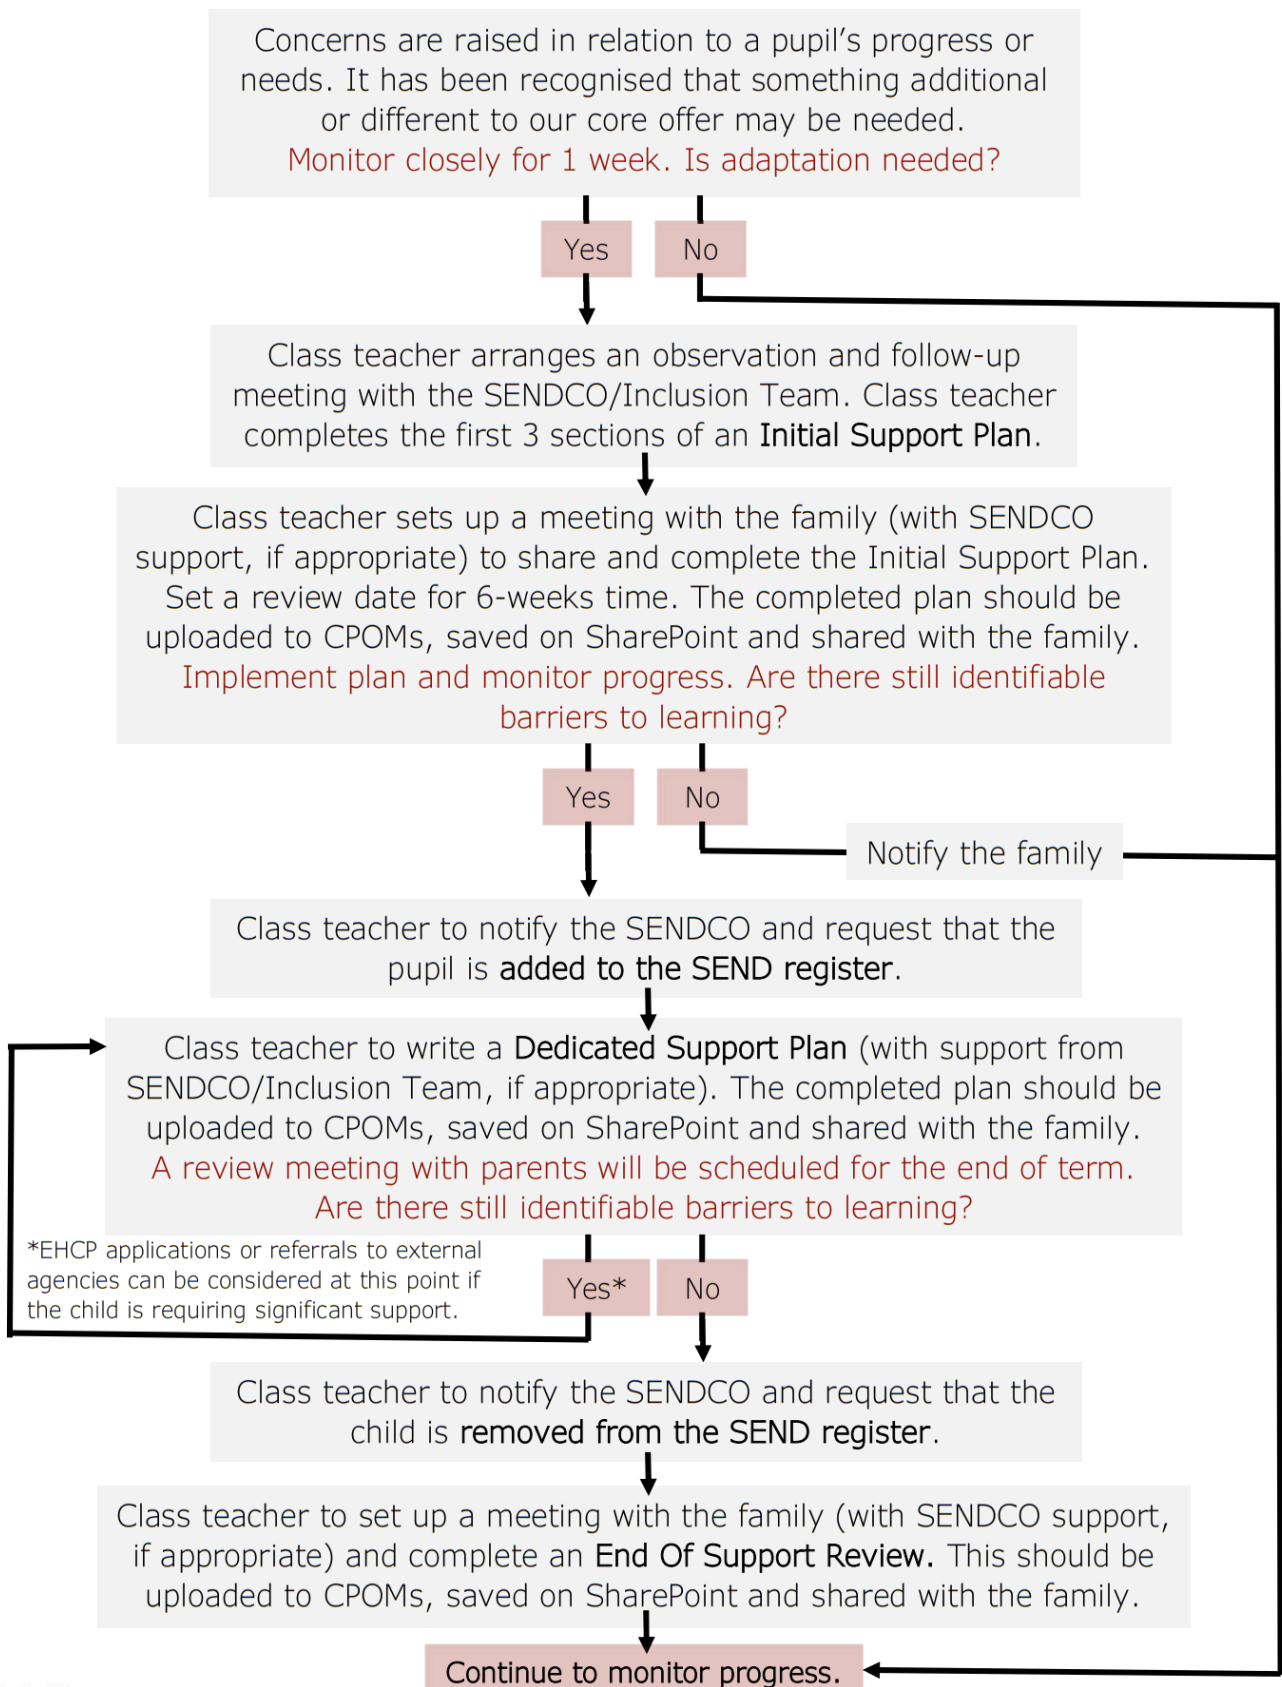 Concerns are raised in relation to a pupil’s progress or
needs. It has been recognised that something additional
or different to our core offer may be needed.
Monitor closely for 1 week. Is adaptation needed?
Yes
No
Class teacher arranges an observation and follow-up
meeting with the SENDCO/Inclusion Team. Class teacher
completes the first 3 sections of an Initial Support Plan.
Class teacher sets up a meeting with the family (with SENDCO
support, if appropriate) to share and complete the Initial Support Plan.
Set a review date for 6-weeks time. The completed plan should be
uploaded to CPOMs, saved on SharePoint and shared with the family.
Implement plan and monitor progress. Are there still identifiable
barriers to learning?
Yes
No
Notify the family
Class teacher to notify the SENDCO and request that the
pupil is added to the SEND register.
Class teacher to write a Dedicated Support Plan (with support from
SENDCO/Inclusion Team, if appropriate). The completed plan should be
uploaded to CPOMs, saved on SharePoint and shared with the family.
A review meeting with parents will be scheduled for the end of term.
Are there still identifiable barriers to learning?
*EHCP applications or referrals to external
agencies can be considered at this point if
the child is requiring significant support.
Yes*
No
Class teacher to notify the SENDCO and request that the
child is removed from the SEND register.
Class teacher to set up a meeting with the family (with SENDCO support,
if appropriate) and complete an End Of Support Review. This should be
uploaded to CPOMs, saved on SharePoint and shared with the family.
Continue to monitor progress.